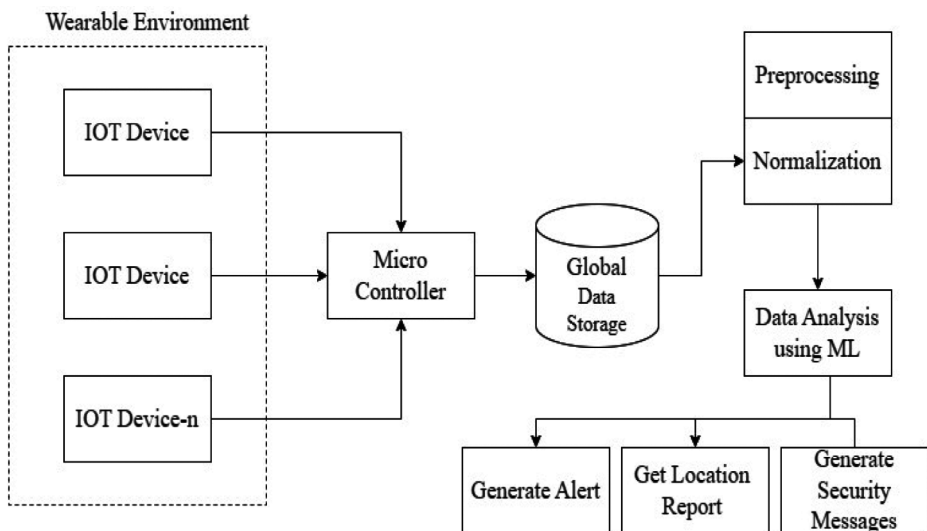 Wearable Environment
IOT Device
IOT Device
IOT Device-n
Micro
Controller
Global
Data
Storage
Preprocessing
Normalization
Data Analysis
using ML
Generate Alert
Get Location
Report
Generate
Security
Messages